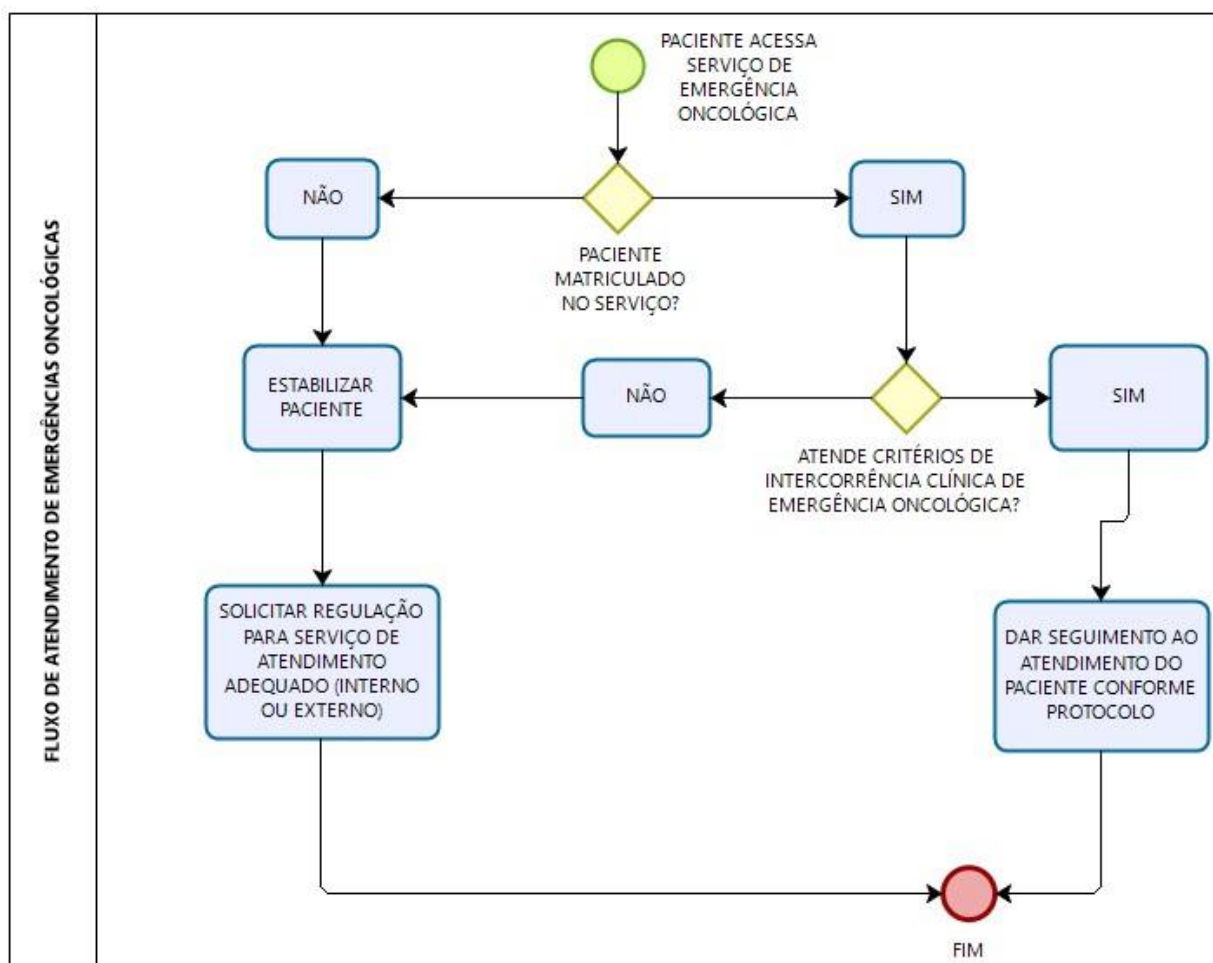 FLUXO DE ATENDIMENTO DE EMERGÊNCIAS ONCOLÓGICAS
PACIENTE ACESSA
SERVIÇO DE
EMERGÊNCIA
ONCOLÓGICA
NÃO
SIM
PACIENTE
MATRICULADO
NO SERVIÇO?
ESTABILIZAR
PACIENTE
NÃO
SIM
ATENDE CRITÉRIOS DE
INTERCORRÊNCIA CLÍNICA DE
EMERGÊNCIA ONCOLÓGICA?
SOLICITAR REGULAÇÃO
PARA SERVIÇO DE
ATENDIMENTO
ADEQUADO (INTERNO
OU EXTERNO)
DAR SEGUIMENTO AO
ATENDIMENTO DO
PACIENTE CONFORME
PROTOCOLO
FIM